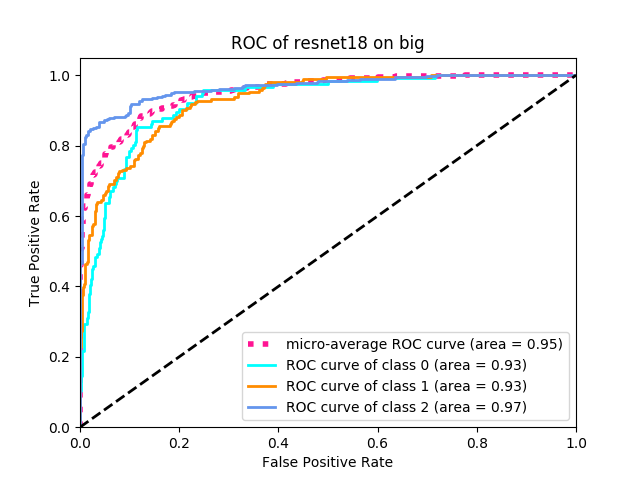 ROC of resnet18 on big
True Positive Rate
1.0
0.8
0.6
0.4
0.2
0.0
micro-average ROC curve (area = 0.95)
ROC curve of class 0 (area = 0.93)
ROC curve of class 1 (area = 0.93)
ROC curve of class 2 (area = 0.97)
0.0 0.2 0.4 0.6 0.8 1.0
False Positive Rate